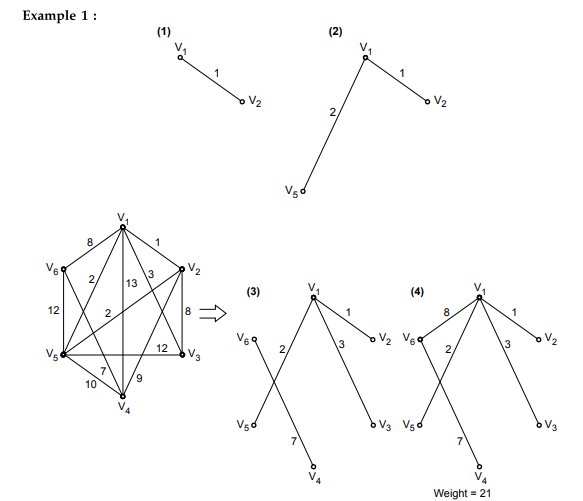 Example 1 :
(1)
V1
1
V2
(2)
V1
1
2
V2
V5
V1
8
1
V6
V2
2
13
3
12
2
8
V5
12
V3
7
10
9
V4
(3)
V1
1
V6
2
3
V2
V5
V3
7
V4
(4)
V1
8
1
V6
2
3
V2
V5
V3
7
V4
Weight = 21